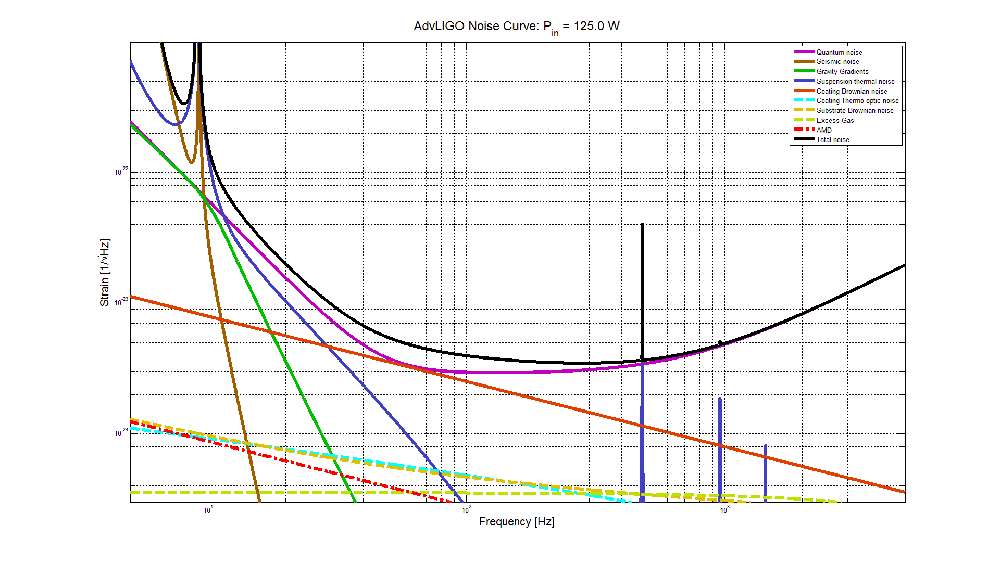 AdvLIGO Noise Curve: P_in = 125.0 W
Quantum noise
Seismic noise
Gravity Gradients
Suspension thermal noise
Coating Brownian noise
Coating Thermo-optic noise
Substrate Brownian noise
Excess Gas
AMD
Total noise
Strain [1/√Hz]
10^-22
10^-23
10^-24
10^1
10^2
10^3
Frequency [Hz]